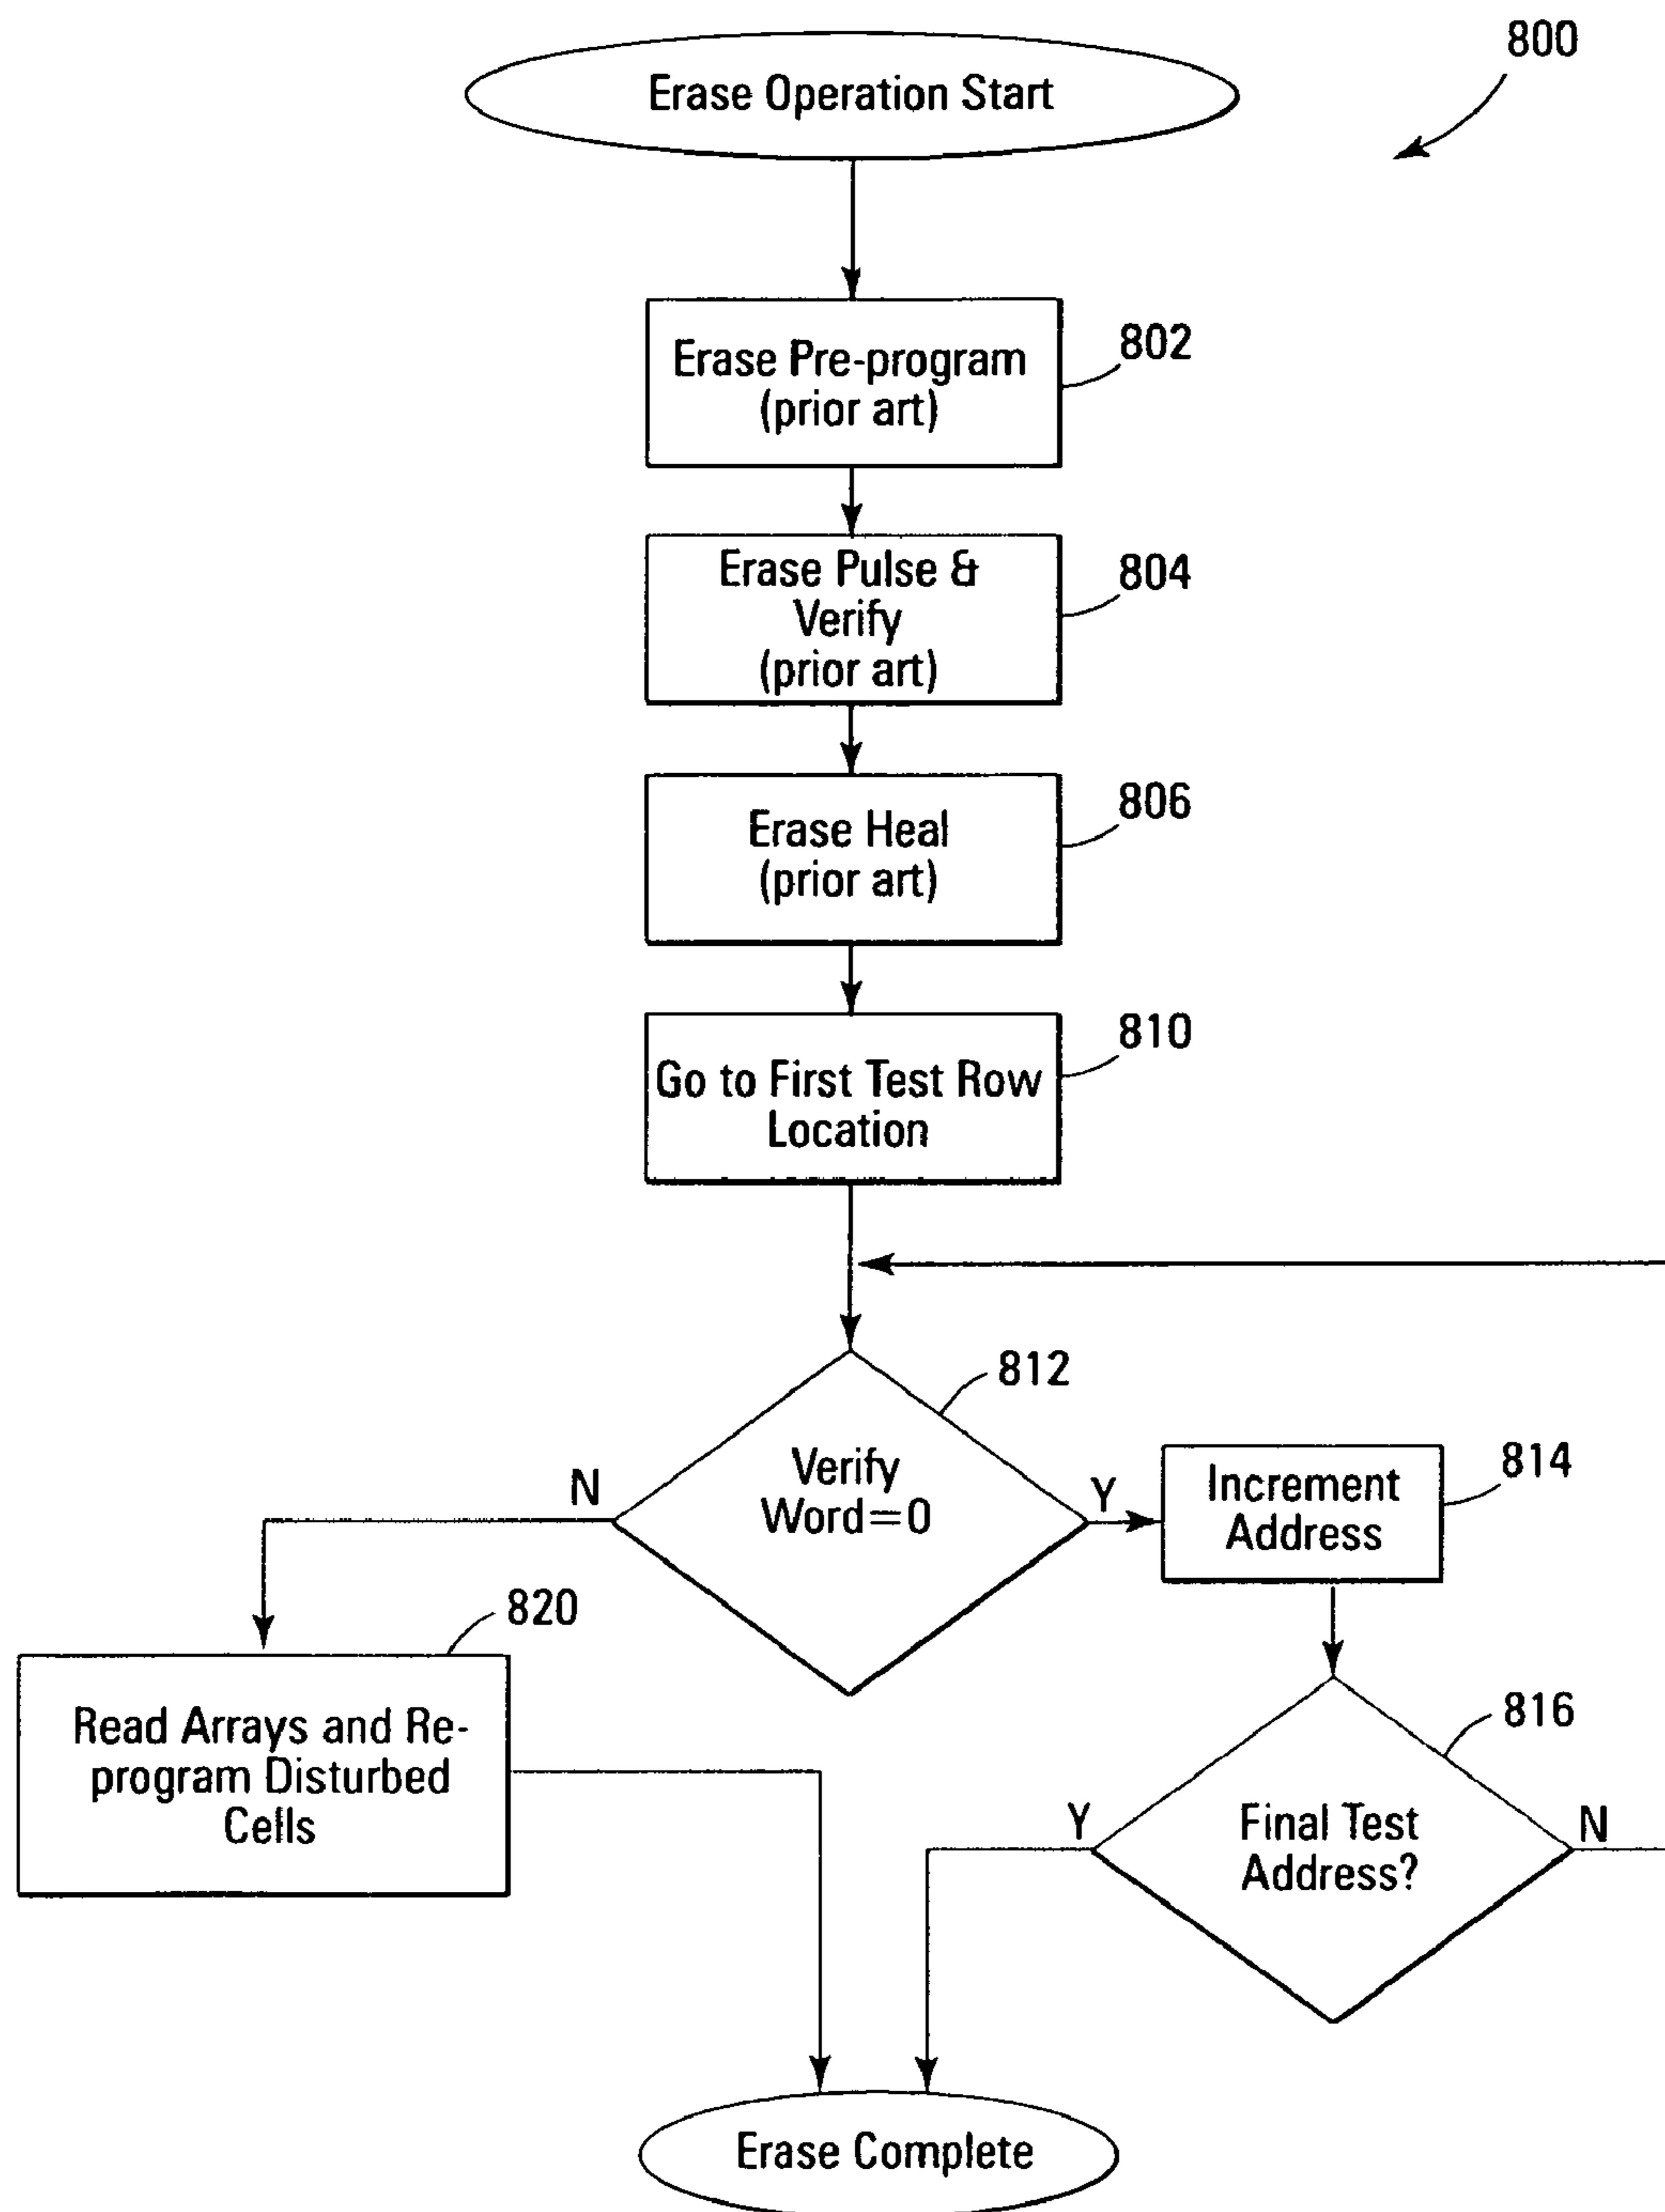 800
Erase Operation Start
Erase Pre-program
(prior art)
802
Erase Pulse &
Verify
(prior art)
804
Erase Heal
(prior art)
806
Go to First Test Row
Location
810
812
Verify
Word=0
N
Y
Increment
Address
814
820
Read Arrays and Re-
program Disturbed
Cells
816
Final Test
Address?
Y
N
Erase Complete